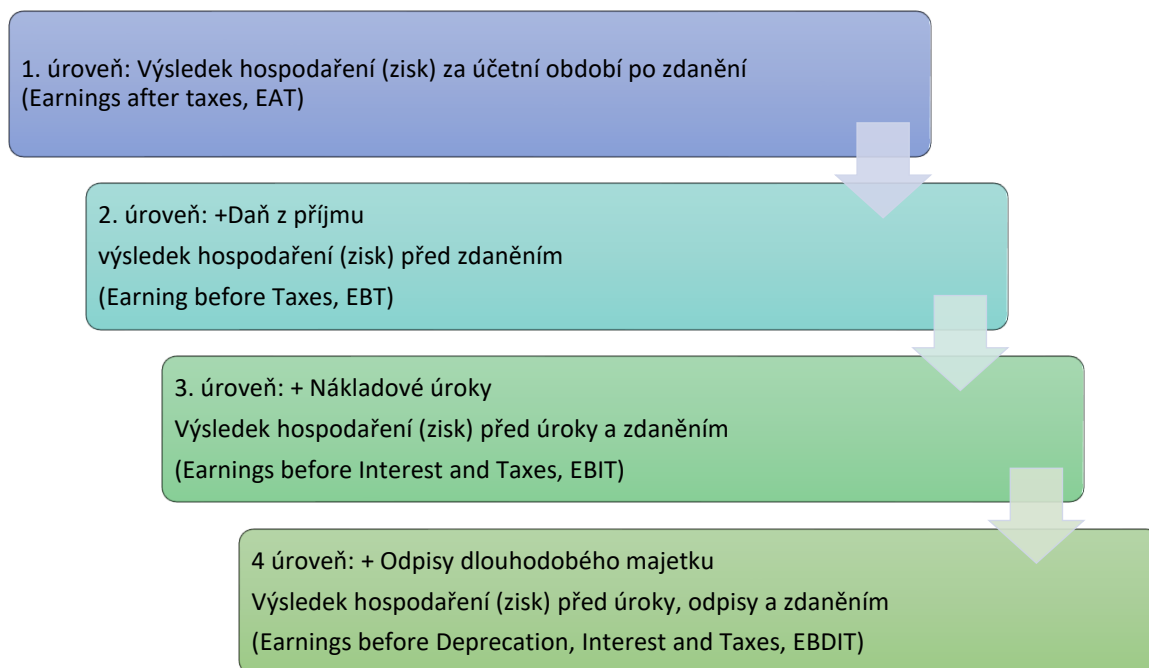 1. úroveň: Výsledek hospodaření (zisk) za účetní období po zdanění
(Earnings after taxes, EAT)
2. úroveň: +Daň z příjmu
výsledek hospodaření (zisk) před zdaněním
(Earning before Taxes, EBT)
3. úroveň: + Nákladové úroky
Výsledek hospodaření (zisk) před úroky a zdaněním
(Earnings before Interest and Taxes, EBIT)
4 úroveň: + Odpisy dlouhodobého majetku
Výsledek hospodaření (zisk) před úroky, odpisy a zdaněním
(Earnings before Deprecation, Interest and Taxes, EBDIT)